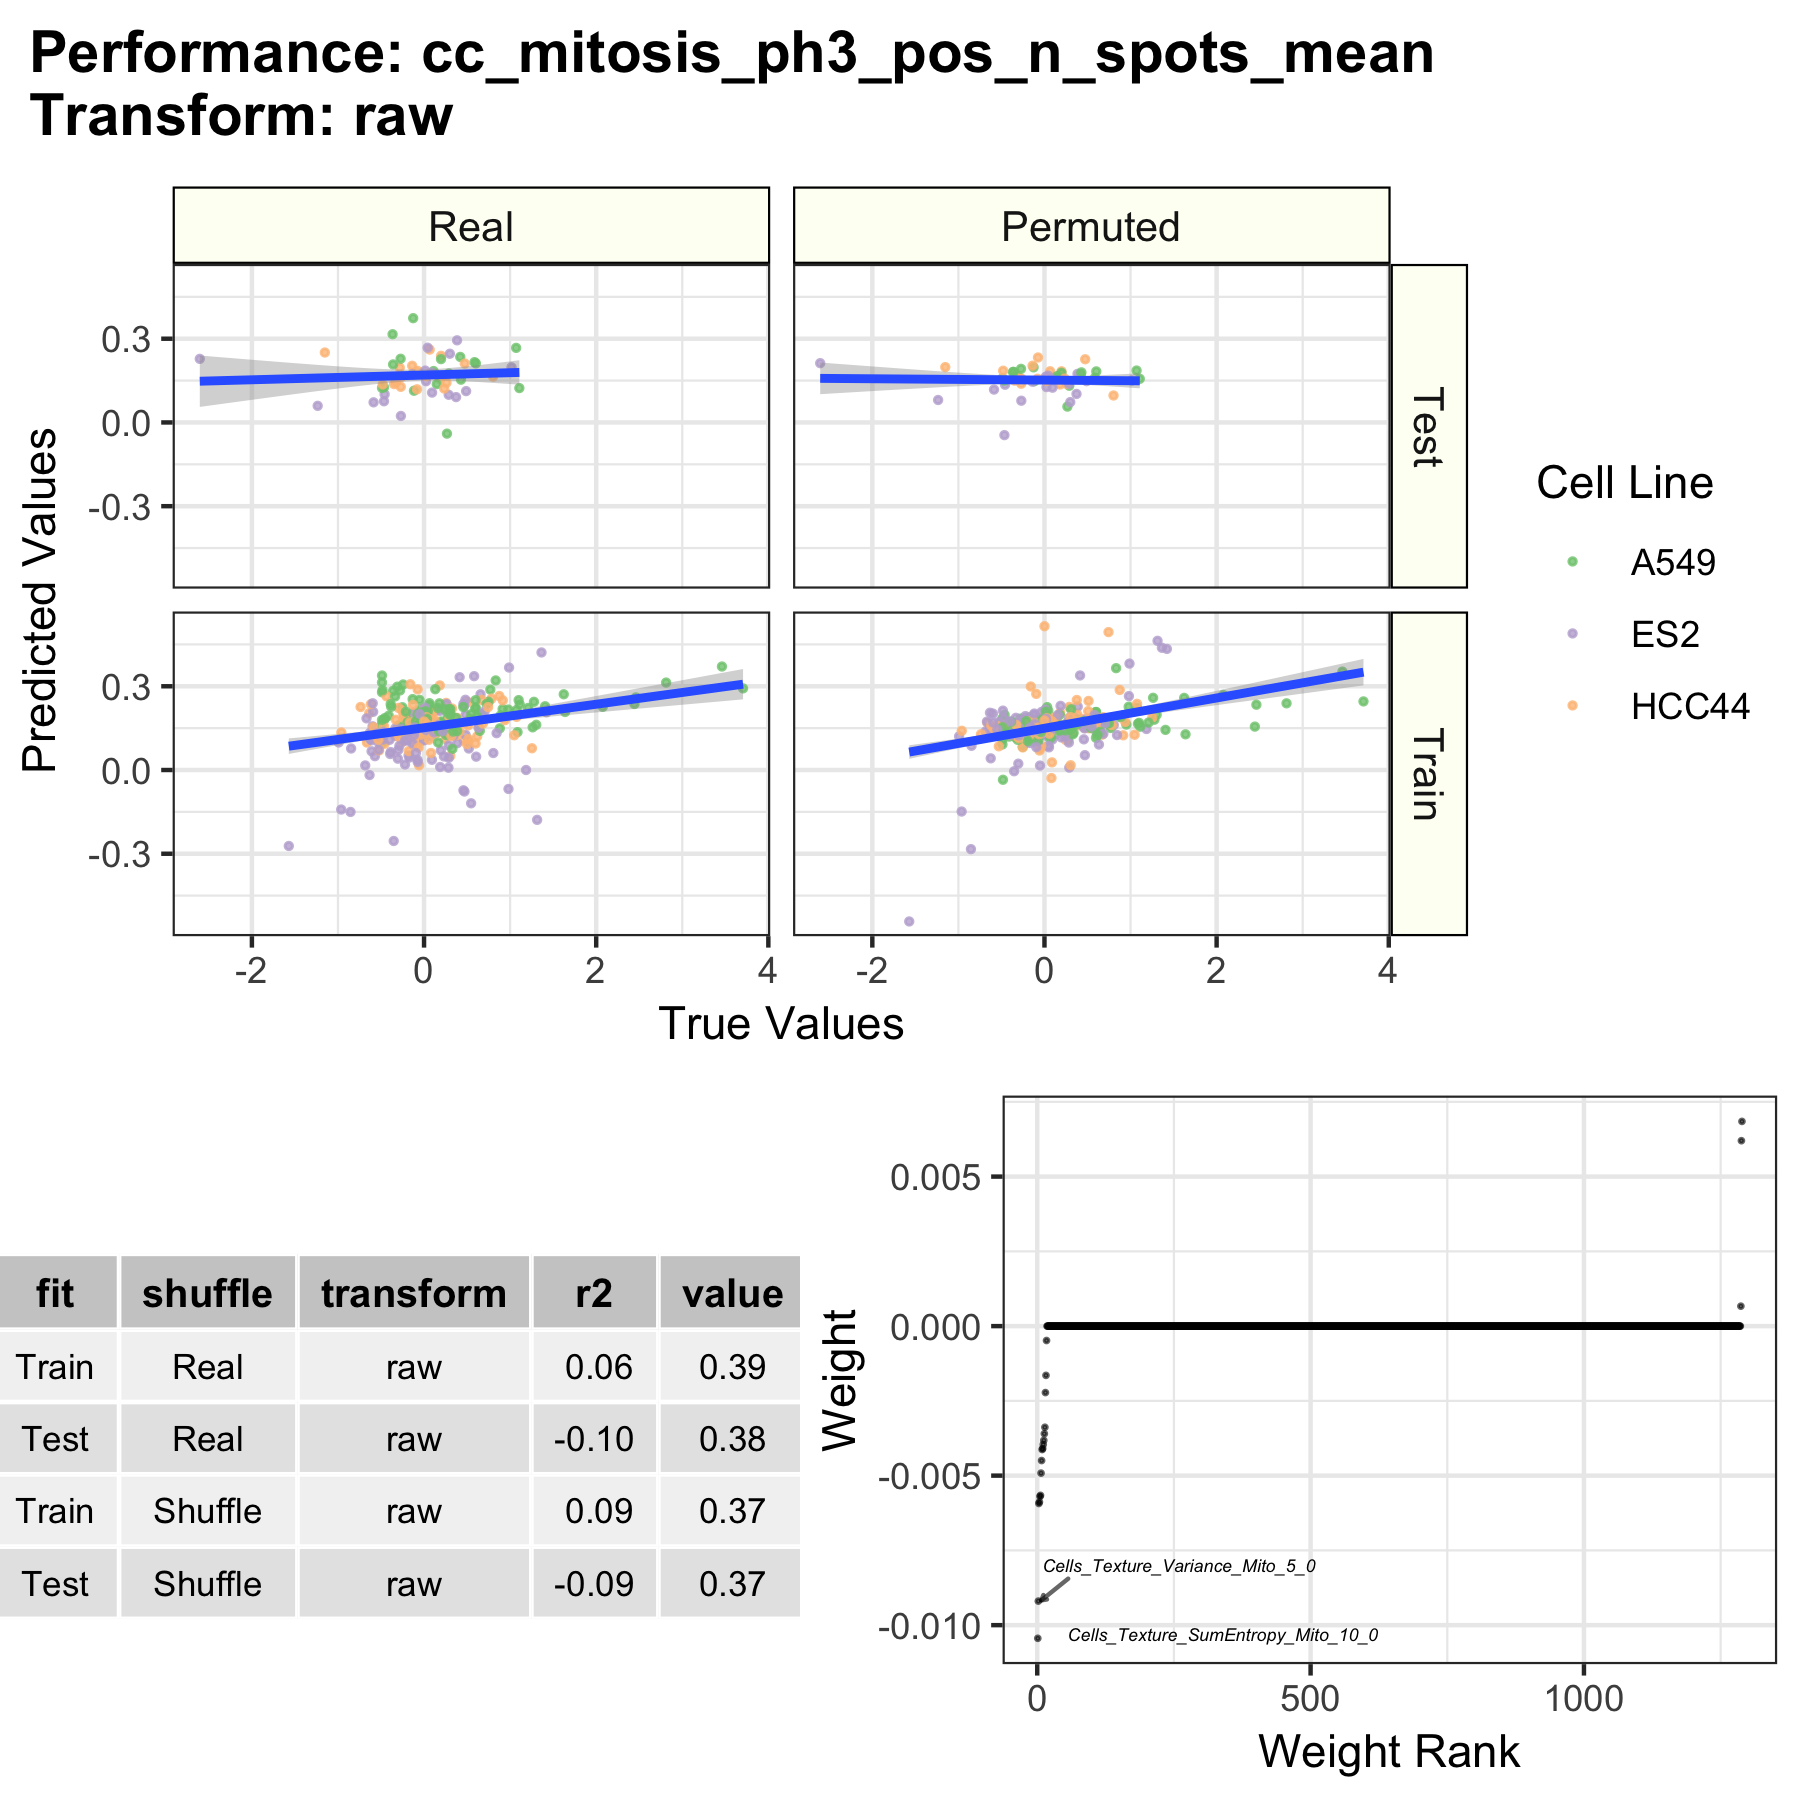 Performance: cc_mitosis_ph3_pos_n_spots_mean
Transform: raw
Real
Permuted
0.3
0.0
-0.3
Test
0.3
0.0
-0.3
Train
-2
0
2
4
-2
0
2
4
Predicted Values
True Values
Cell Line
A549
ES2
HCC44
fit shuffle transform r2 value
Train Real raw 0.06 0.39
Test Real raw -0.10 0.38
Train Shuffle raw 0.09 0.37
Test Shuffle raw -0.09 0.37
Weight
0.005
0.000
-0.005
-0.010
Cells_Texture_Variance_Mito_5_0
Cells_Texture_SumEntropy_Mito_10_0
0
500
1000
Weight Rank